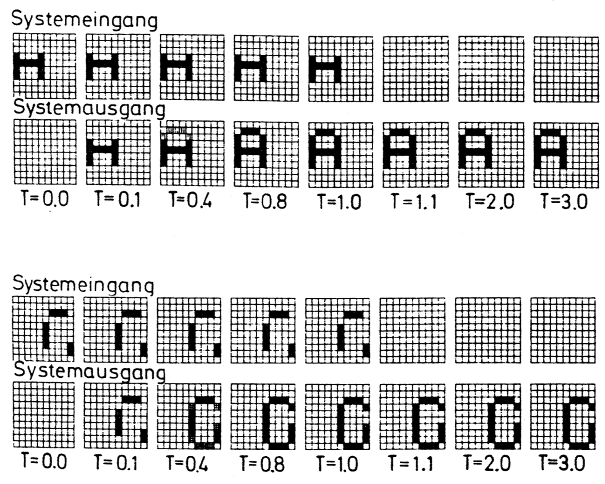 Systemeingang
Systemausgang
T=0.0 T=0.1 T=0.4 T=0.8 T=1.0 T=1.1 T=2.0 T=3.0
Systemeingang
Systemausgang
T=0.0 T=0.1 T=0.4 T=0.8 T=1.0 T=1.1 T=2.0 T=3.0